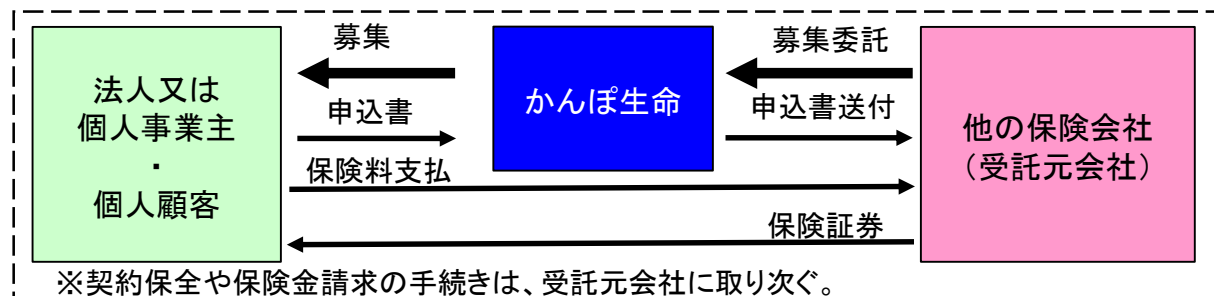 募集
募集委託
法人又は
個人事業主
・
個人顧客
かんぽ生命
他の保険会社
（受託元会社）
申込書
申込書送付
保険料支払
保険証券
※契約保全や保険金請求の手続きは、受託元会社に取り次ぐ。